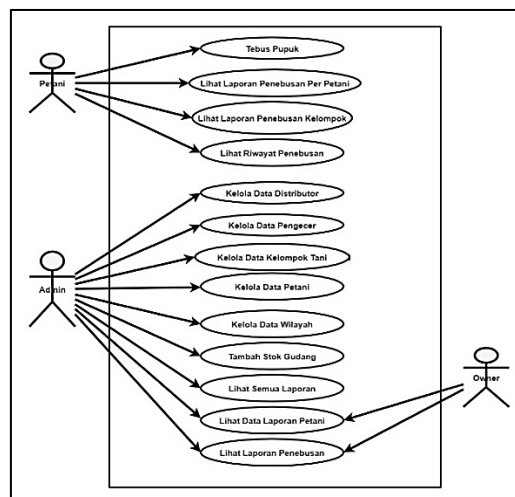 Tebus Pupuk
Petani
Lihat Laporan Penebusan Per Petani
Lihat Laporan Penebusan Kelompok
Lihat Riwayat Penebusan
Kelola Data Distributor
Kelola Data Pengecer
Kelola Data Kelompok Tani
Admin
Kelola Data Petani
Kelola Data Wilayah
Tambah Stok Gudang
Lihat Semua Laporan
Owner
Lihat Data Laporan Petani
Lihat Laporan Penebusan